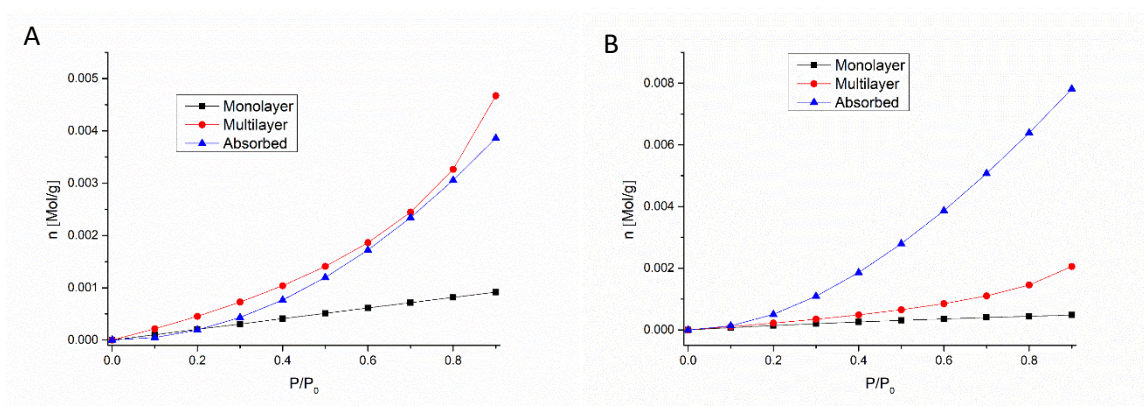 A
Monolayer
Multilayer
Absorbed
n [Mol/g]
0.005
0.004
0.003
0.002
0.001
0.000
0.0 0.2 0.4 0.6 0.8
P/P₀
B
Monolayer
Multilayer
Absorbed
n [Mol/g]
0.008
0.006
0.004
0.002
0.000
0.0 0.2 0.4 0.6 0.8
P/P₀